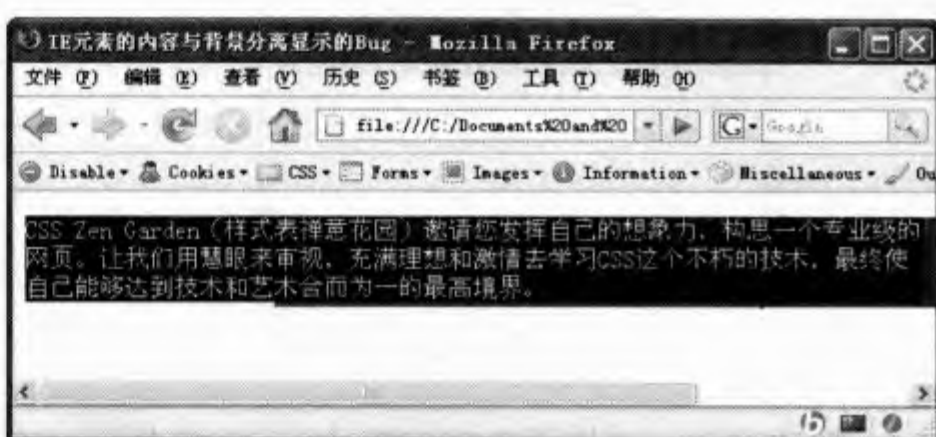 IE元素的内容与背景分离显示的Bug - Mozilla Firefox
文件 (F) 编辑 (E) 查看 (V) 历史 (S) 书签 (B) 工具 (T) 帮助 (H)
file:///C:/Documents%20and%20 G
Disable Cookies CSS Forms Images Information Miscellaneous Ou
CSS Zen Garden（样式表禅意花园）邀请您发挥自己的想象力，构思一个专业级的
网页。让我们用慧眼来审视，充满理想和激情去学习CSS这个不朽的技术，最终使
自己能够达到技术和艺术合而为一的最高境界。